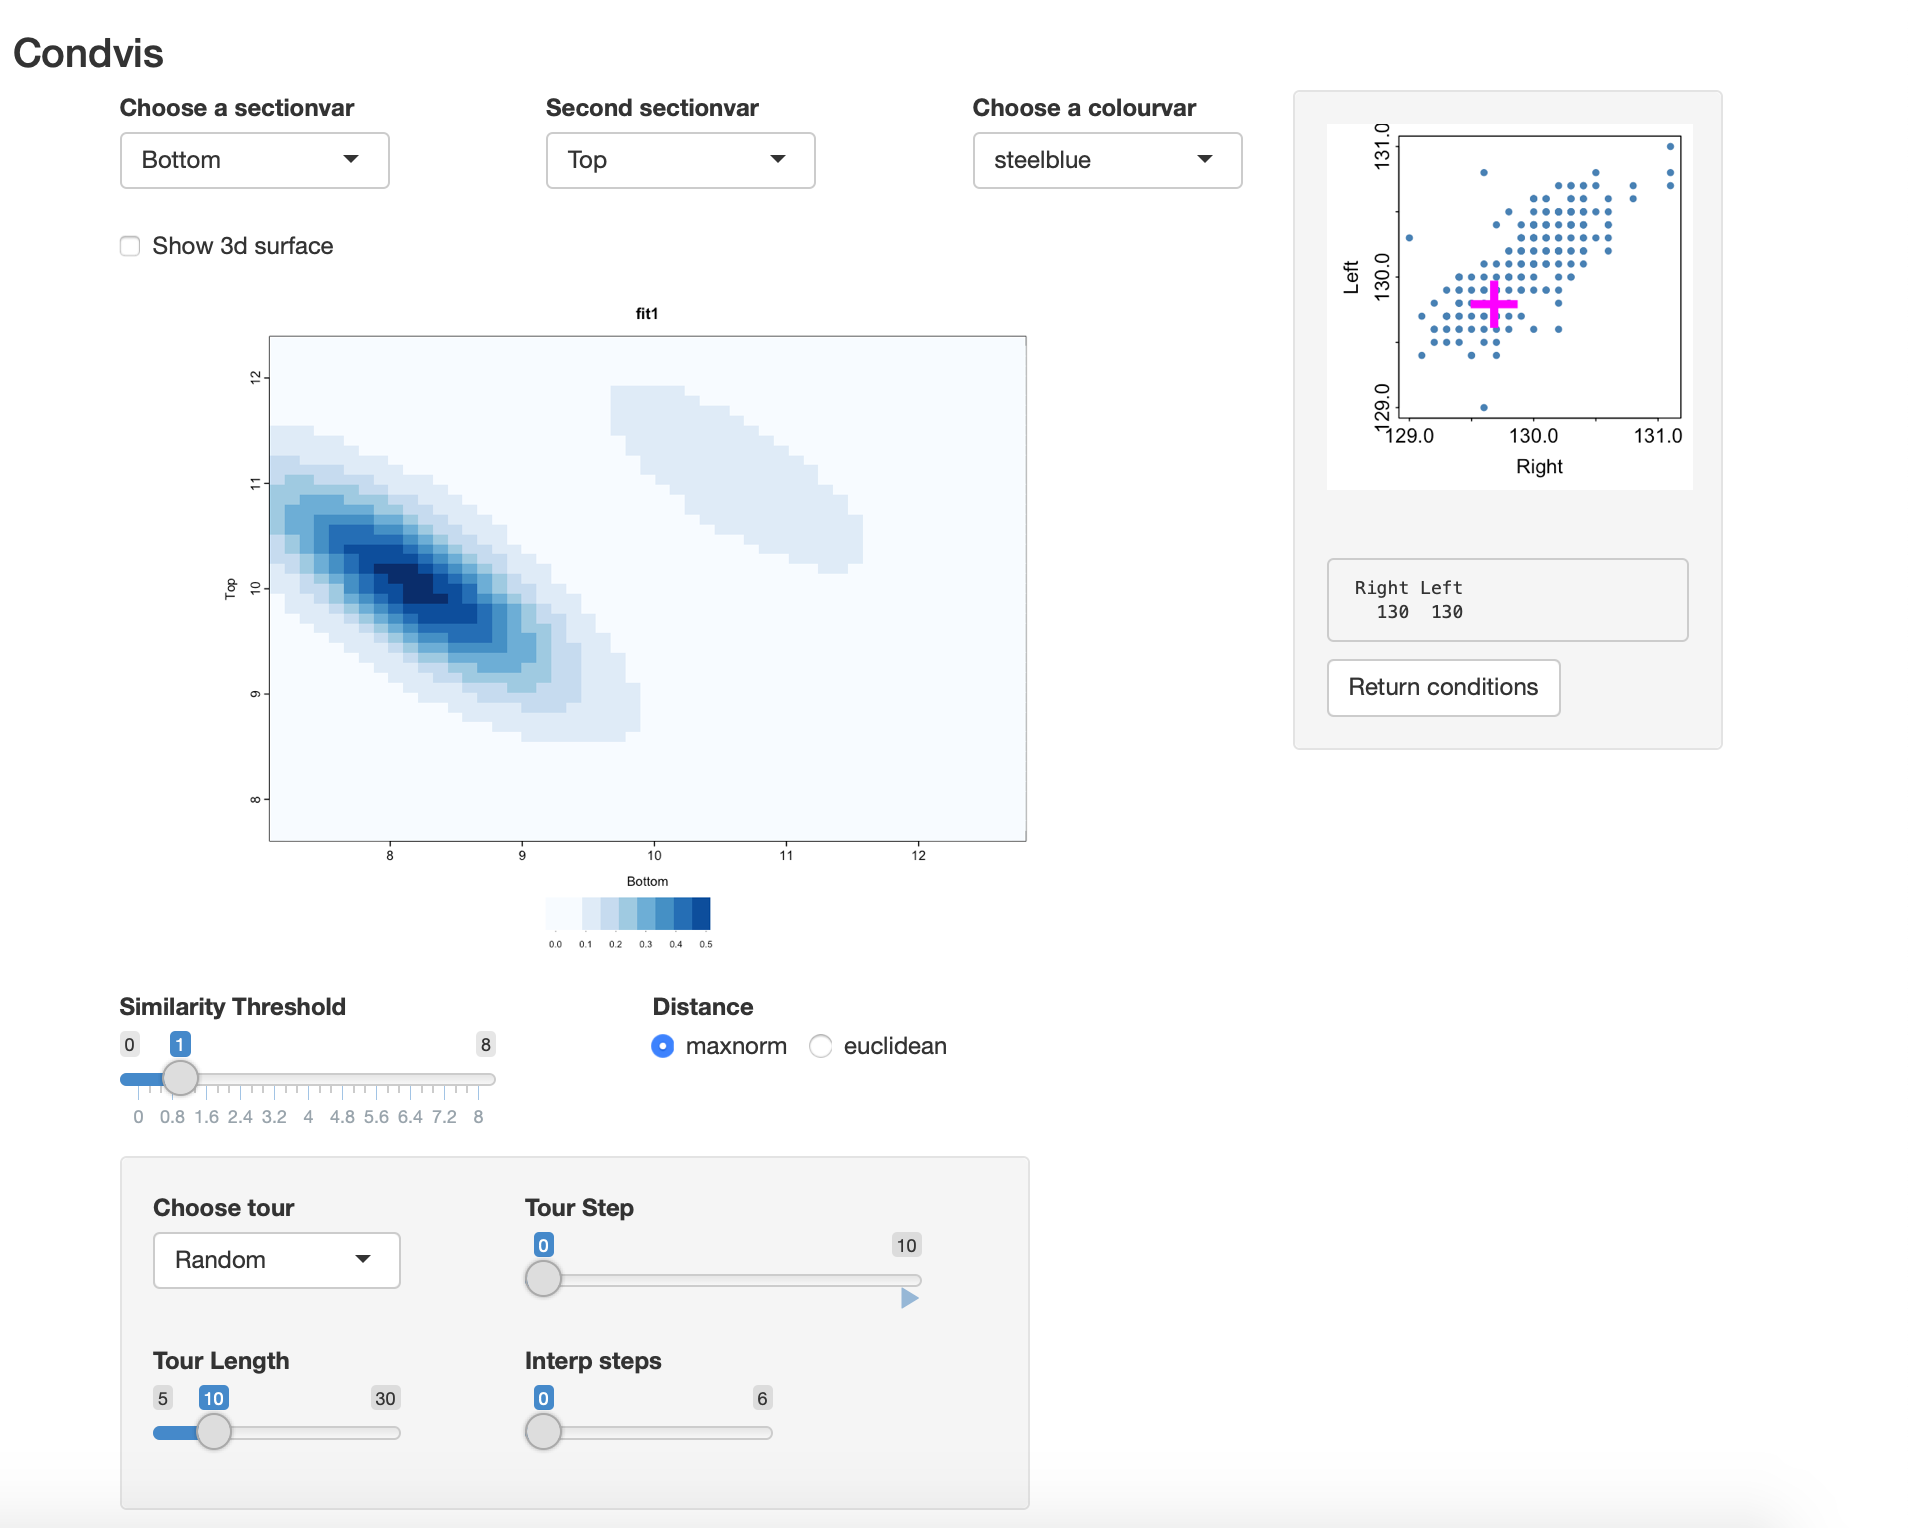 Condvis
Choose a sectionvar
Second sectionvar
Choose a colourvar
Bottom
Top
steelblue
Show 3d surface
fit1
12
11
10
9
8
Top
8 9 10 11 12
Bottom
0.0 0.1 0.2 0.3 0.4 0.5
131.0
130.0
129.0
Left
129.0 130.0 131.0
Right
Right Left
130 130
Return conditions
Similarity Threshold
0 1 8
0 0.8 1.6 2.4 3.2 4 4.8 5.6 6.4 7.2 8
Distance
maxnorm euclidean
Choose tour
Random
Tour Step
0 10
Tour Length
5 10 30
Interp steps
0 6